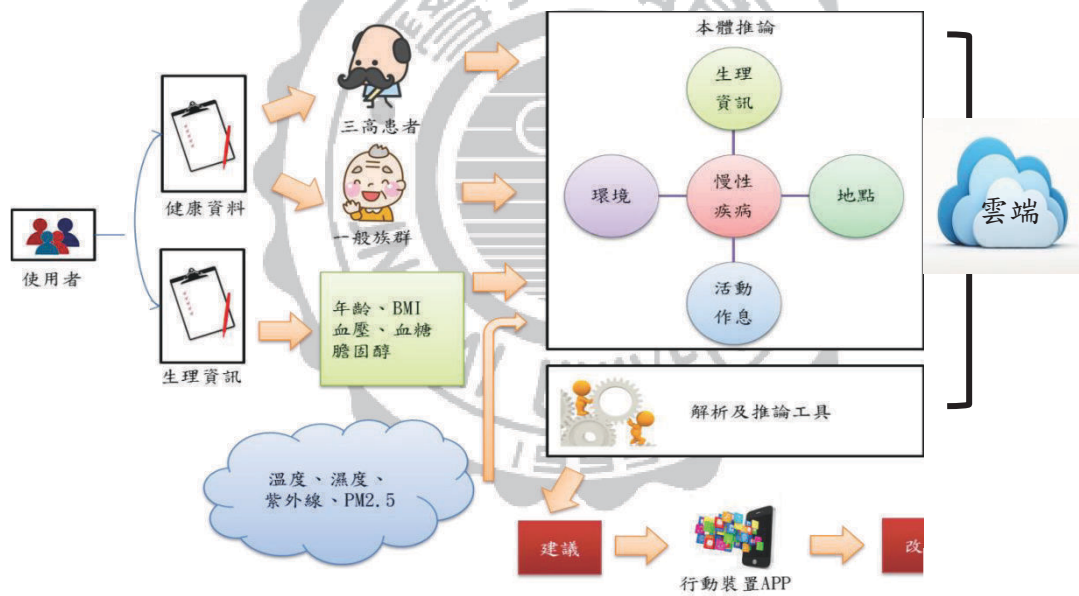 本體推論
生理
資訊
三高患者
健康資料
環境
慢性
疾病
地點
雲端
一般族群
使用者
年齡、BMI
血壓、血糖
膽固醇
活動
作息
生理資訊
解析及推論工具
溫度、濕度、
紫外線、PM2.5
建議
改
行動裝置APP